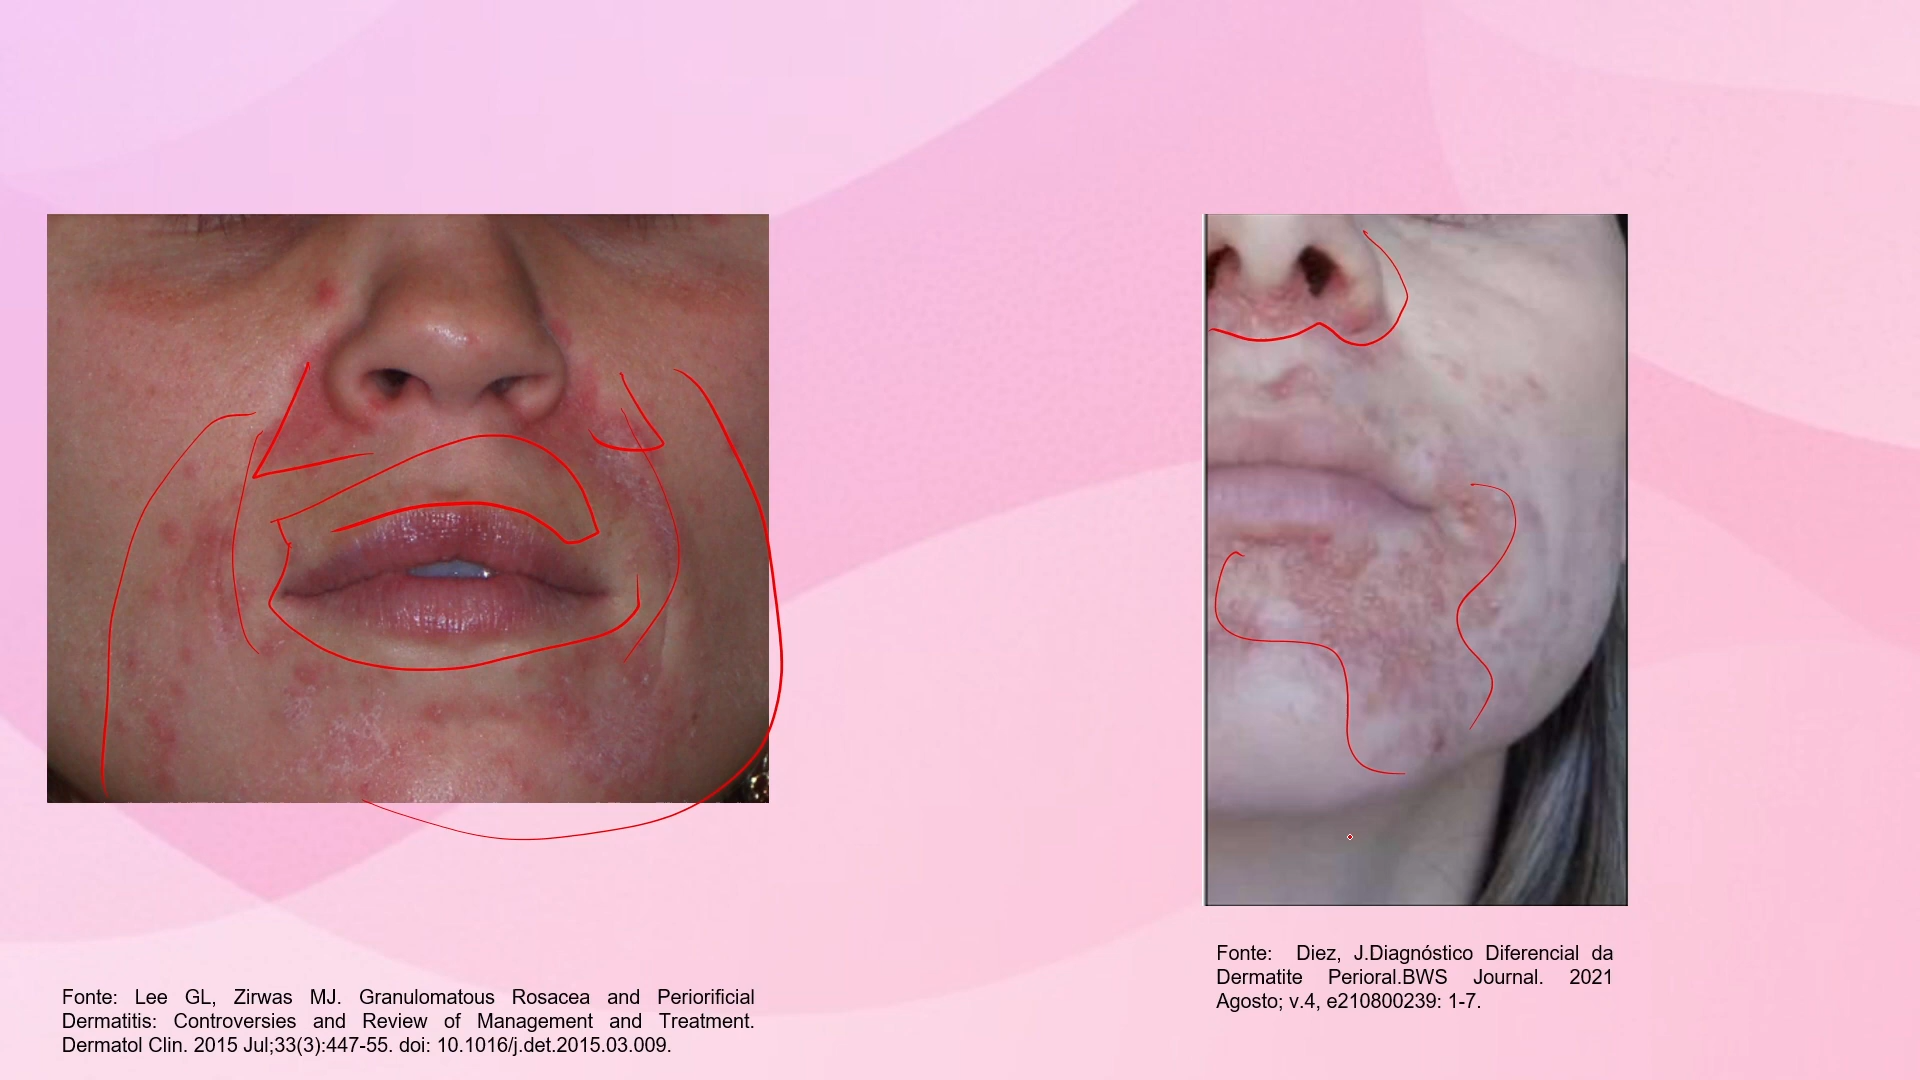 Fonte: Lee GL, Zirwas MJ. Granulomatous Rosacea and Periorificial
Dermatitis: Controversies and Review of Management and Treatment.
Dermatol Clin. 2015 Jul;33(3):447-55. doi: 10.1016/j.det.2015.03.009.
Fonte: Diez, J.Diagnóstico Diferencial da
Dermatite Perioral.BWS Journal. 2021
Agosto; v.4, e210800239: 1-7.